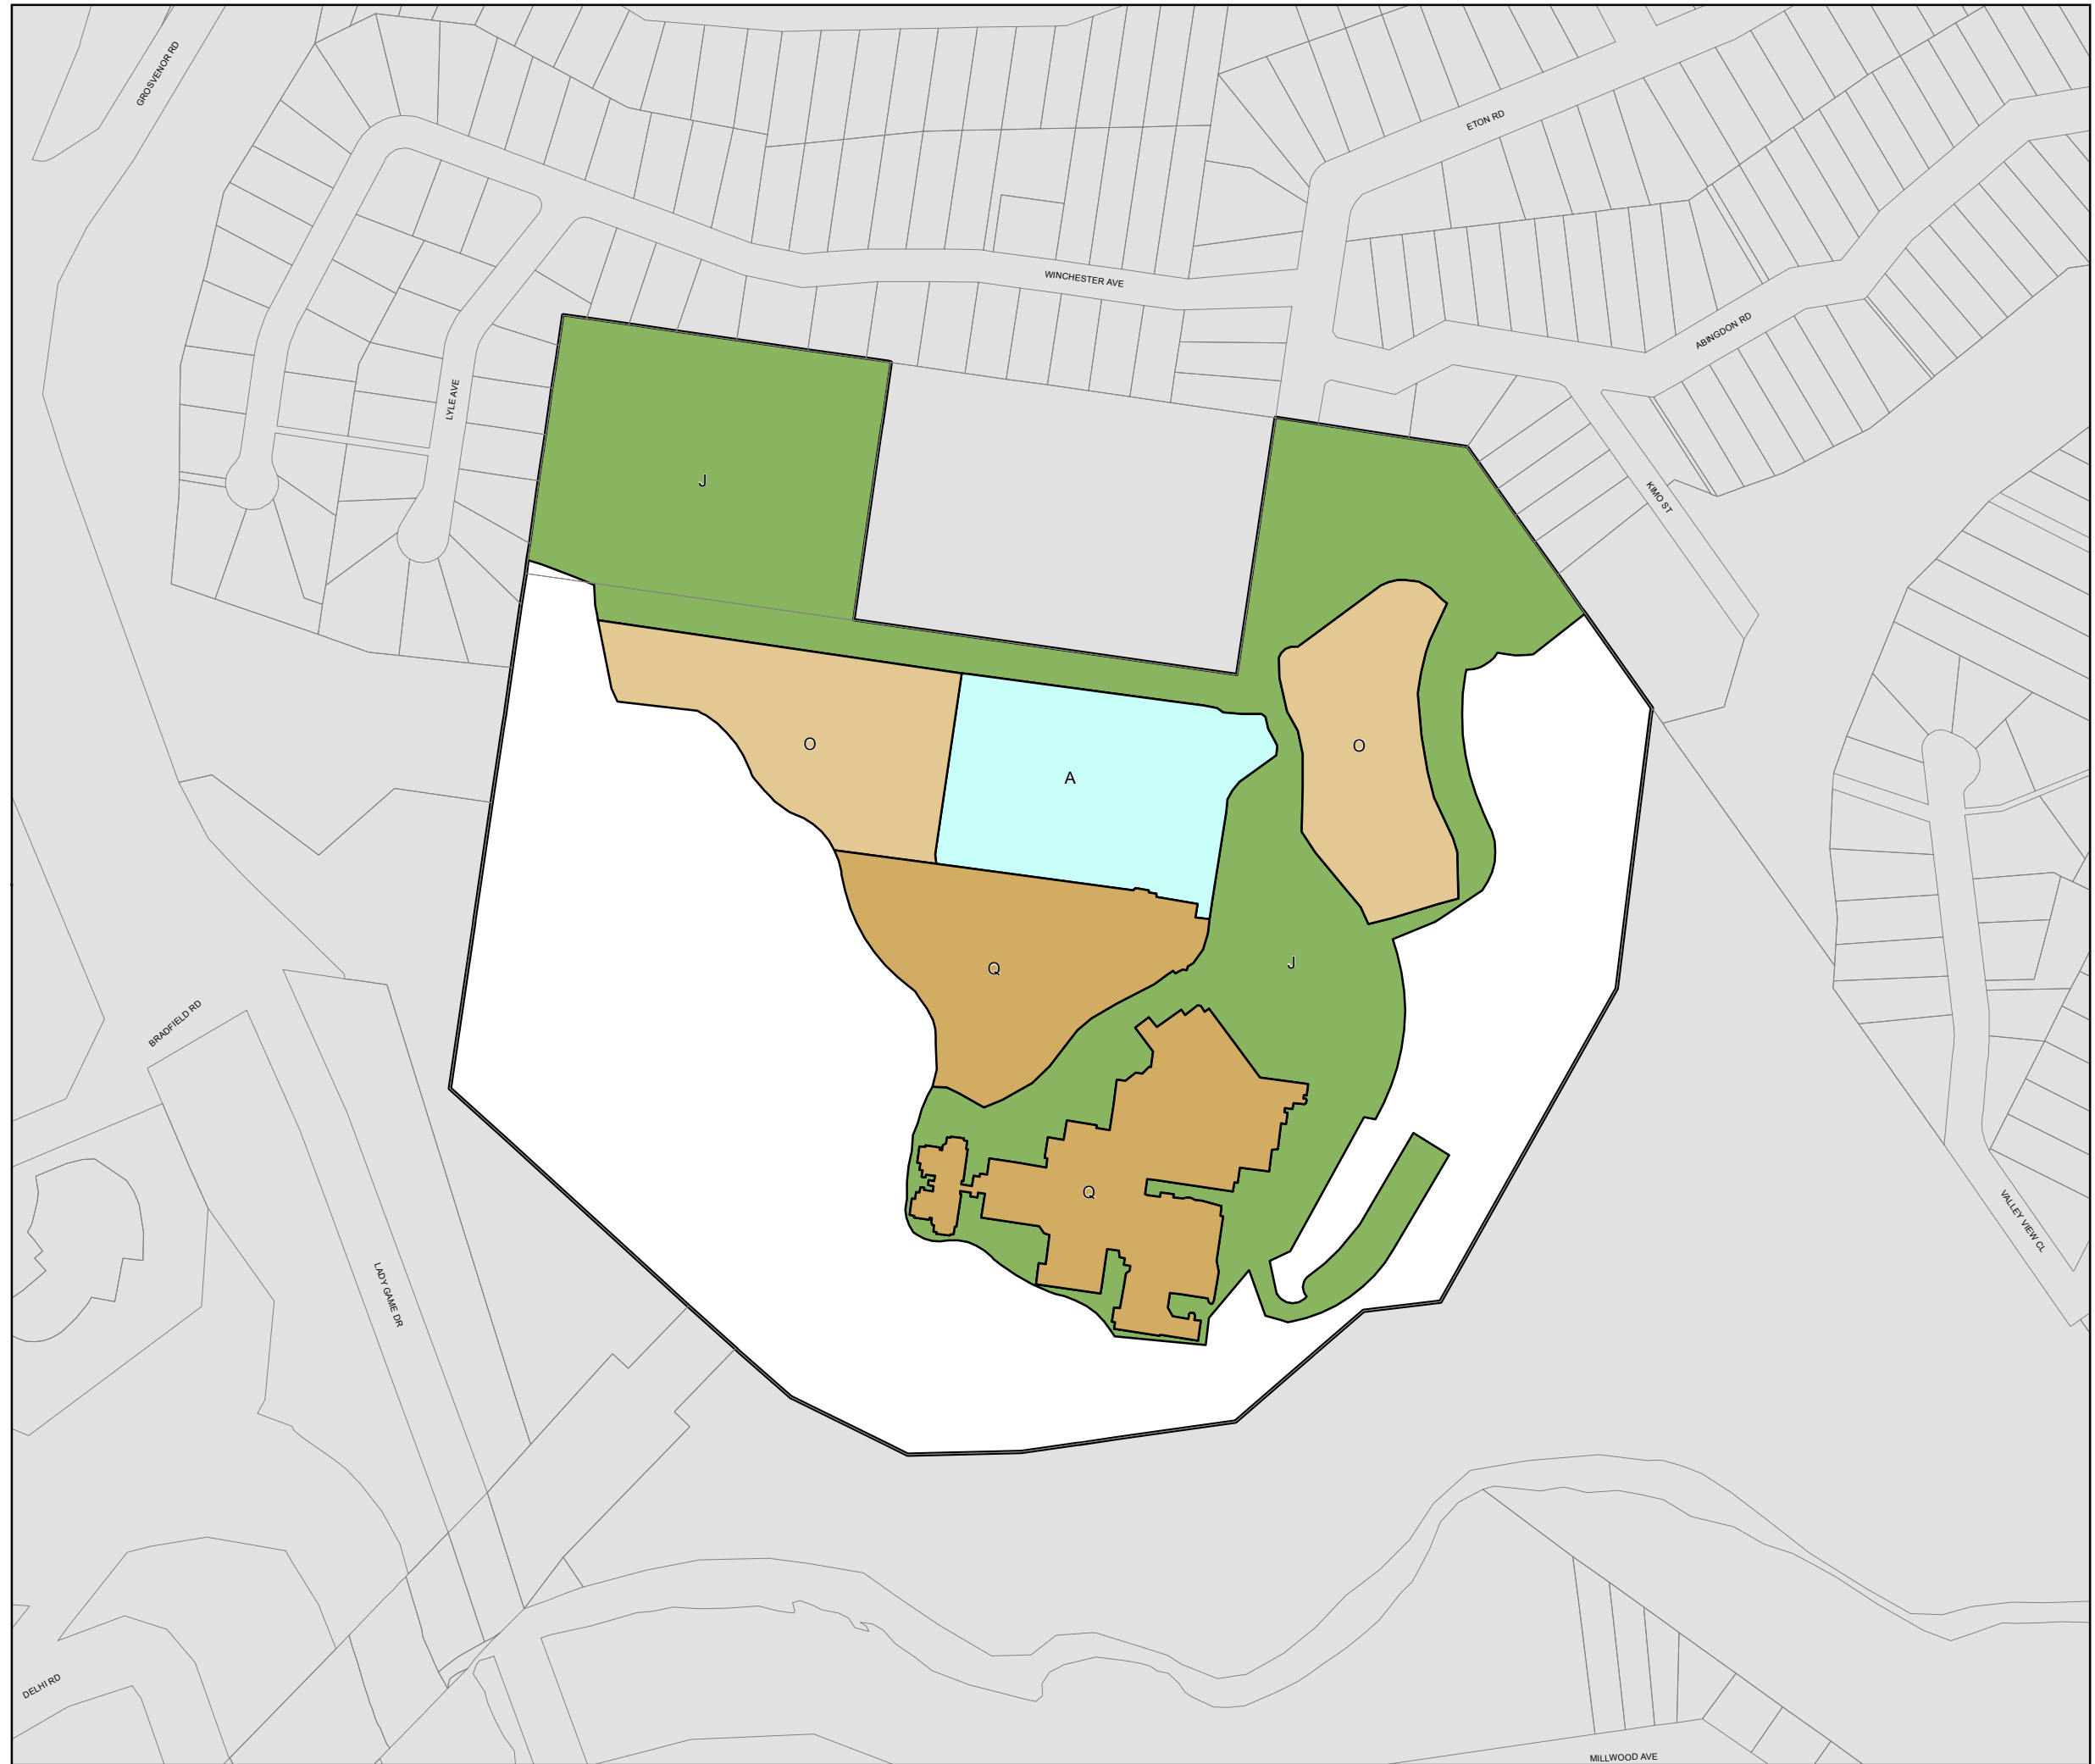 GROSVENOR RD
ETON RD
WINCHESTER AVE
ABINGDON RD
LYLE AVE
J
KIMO ST
O
O
A
J
Q
BRADFIELD RD
Q
VALLEY VIEW CL
LADY GAME DR
DELHI RD
MILLWOOD AVE